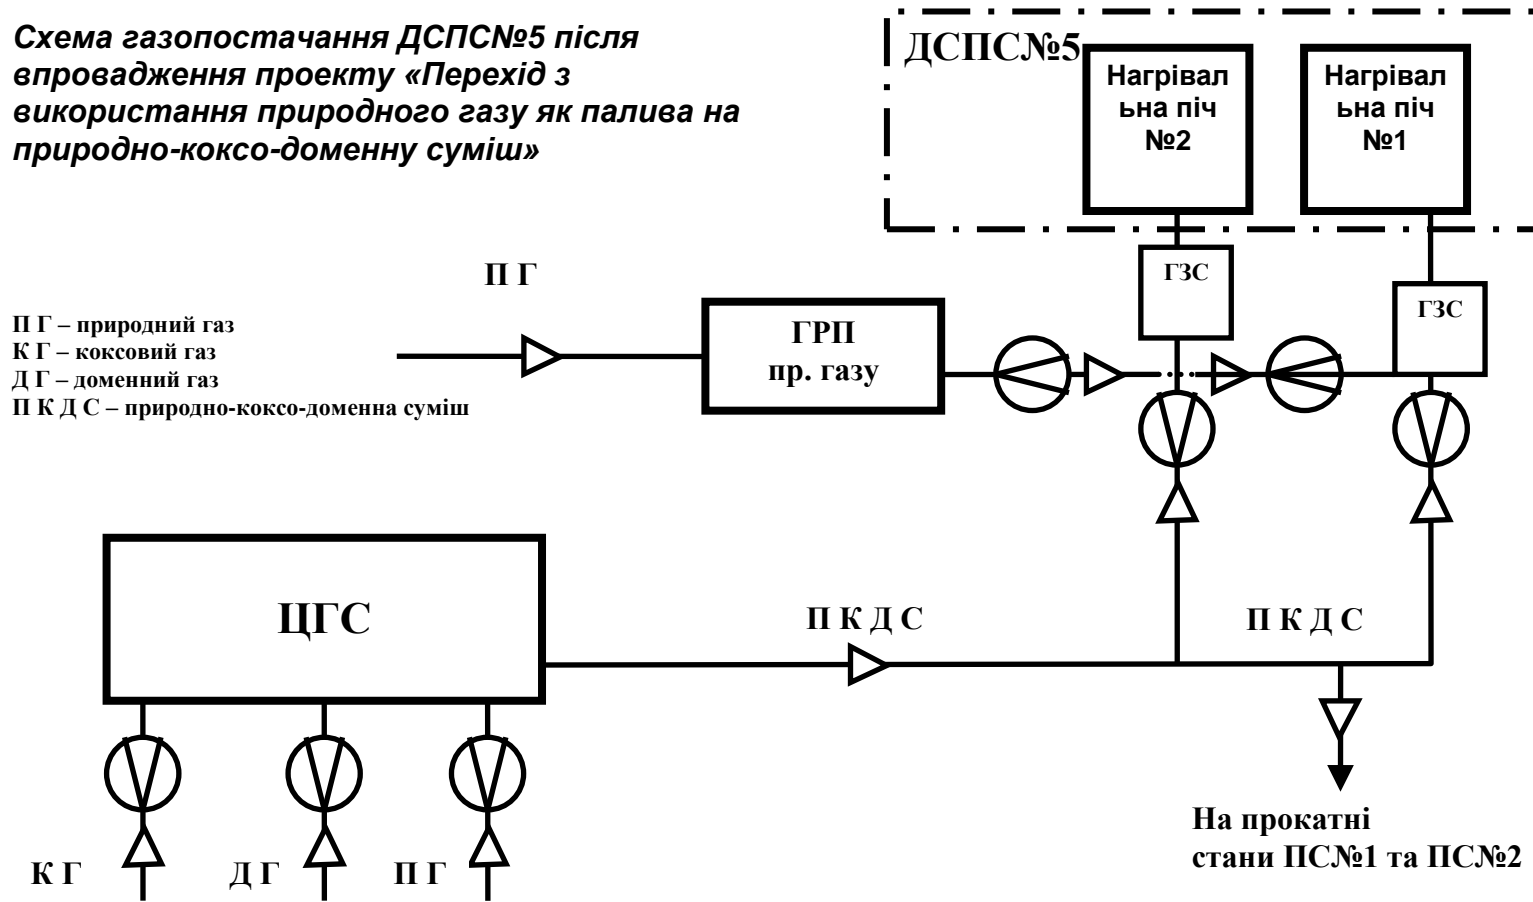 Схема газопостачання ДСПС№5 після
впровадження проекту «Перехід з
використання природного газу як палива на
природно-коксо-доменну суміш»
ДСПС№5
Нагрівал
ьна піч
№2
Нагрівал
ьна піч
№1
ГЗС
ГЗС
П Г
П Г – природний газ
К Г – коксовий газ
Д Г – доменний газ
П К Д С – природно-коксо-доменна суміш
ГРП
пр. газу
ЦГС
П К Д С
П К Д С
К Г
Д Г
П Г
На прокатні
стани ПС№1 та ПС№2